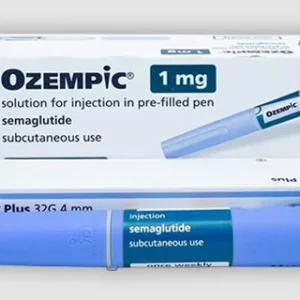 OZEMPIC® 1 mg
solution for injection in pre-filled pen
semaglutide
subcutaneous use
Plus
Plus 32G 4 mm
injection
semaglutide
subcutaneous use
once weekly